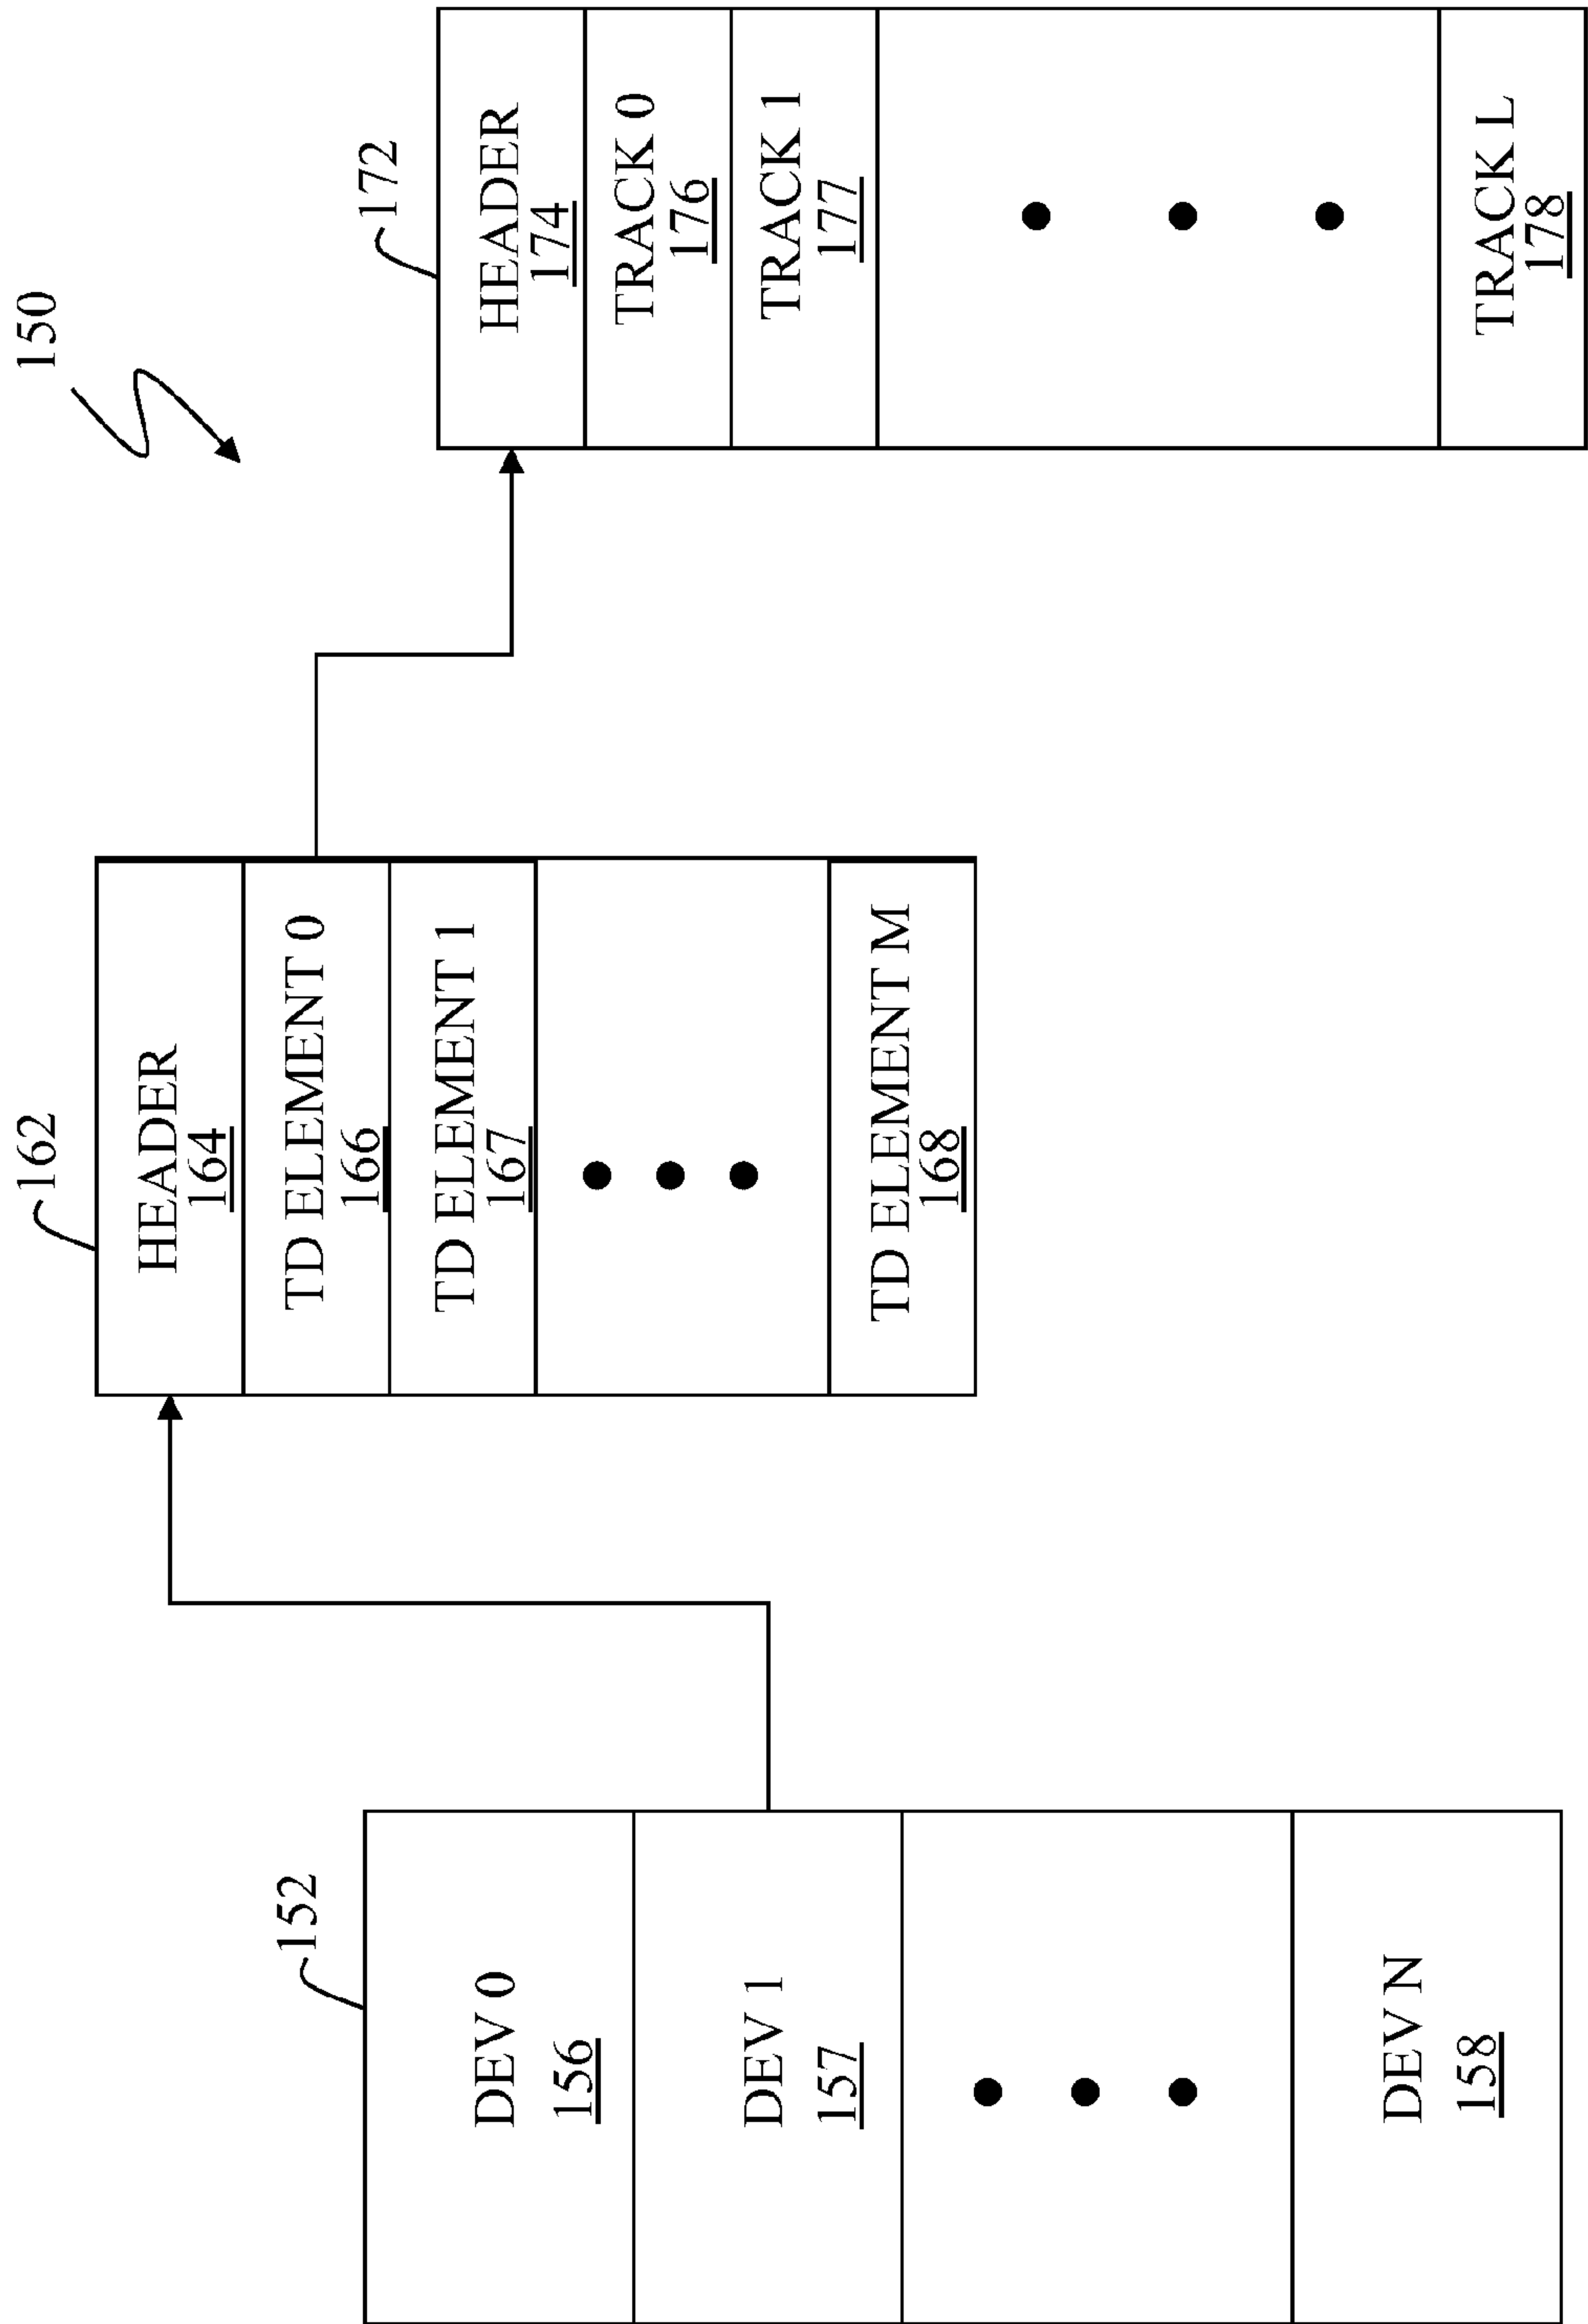 150
152
DEV 0
156
DEV 1
157
DEV N
158
162
HEADER
164
TD ELEMENT 0
166
TD ELEMENT 1
167
TD ELEMENT M
168
172
HEADER
174
TRACK 0
176
TRACK 1
177
TRACK L
178